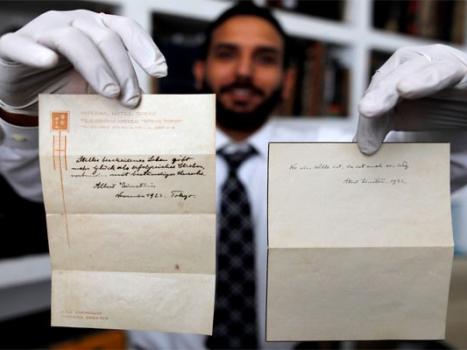 IMPERIAL HOTEL TOKYO
Stilles bescheidenes Leben gibt
mehr Glück als erfolgreiches Streben
verbunden mit beständiger Unruhe.
Albert Einstein
November 1922. Tokyo.
Wo ein Wille ist, da ist auch ein Weg.
Albert Einstein. 1922.